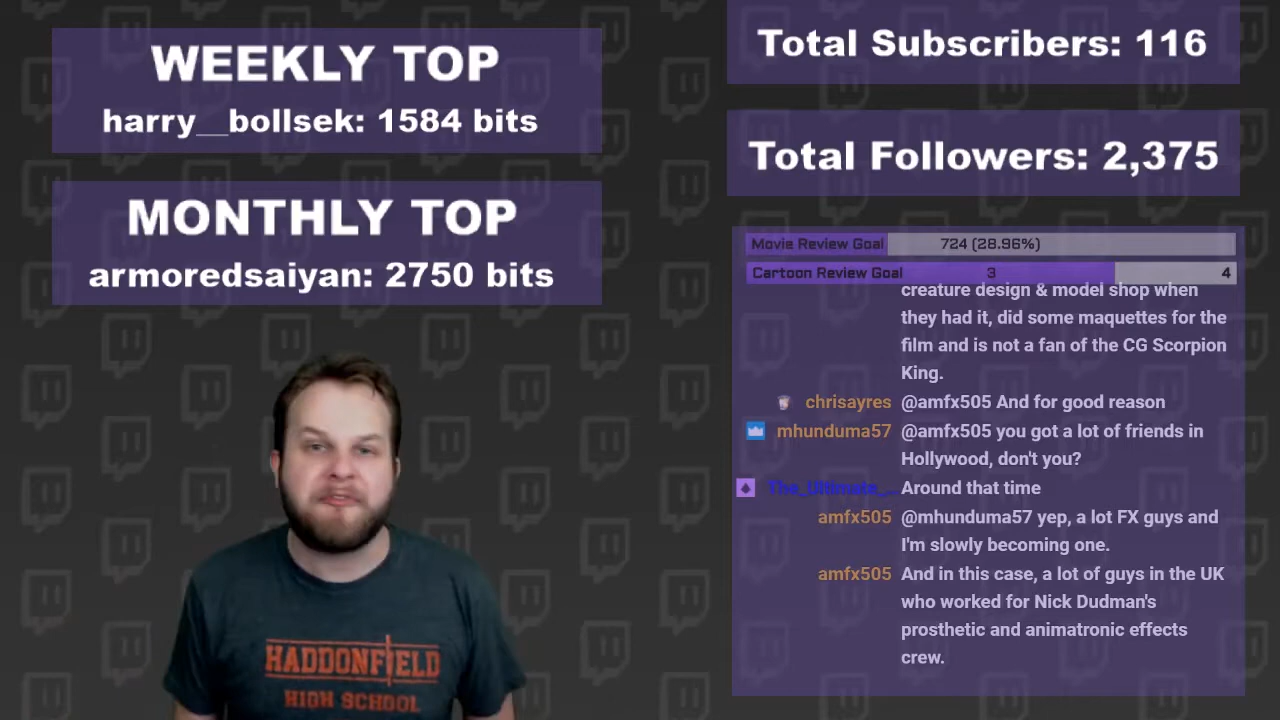 WEEKLY TOP
harry__bollsek: 1584 bits
MONTHLY TOP
armoredsaiyan: 2750 bits
Total Subscribers: 116
Total Followers: 2,375
Movie Review Goal 724 (28.96%)
Cartoon Review Goal 3 4
creature design & model shop when
they had it, did some maquettes for the
film and is not a fan of the CG Scorpion
King.
chrisayres @amfx505 And for good reason
mhunduma57 @amfx505 you got a lot of friends in
Hollywood, don't you?
The_Ultimate_... Around that time
amfx505 @mhunduma57 yep, a lot FX guys and
I'm slowly becoming one.
amfx505 And in this case, a lot of guys in the UK
who worked for Nick Dudman's
prosthetic and animatronic effects
crew.
HADDONFIELD
HIGH SCHOOL